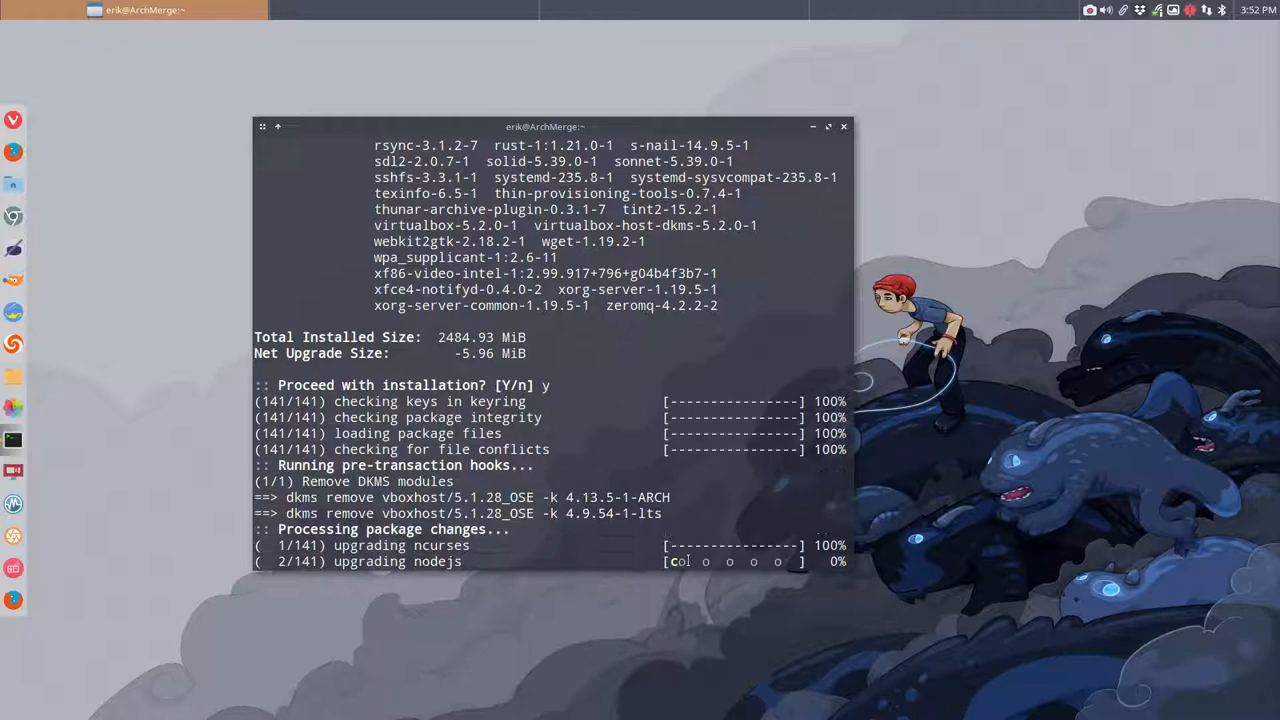 erik@ArchMerge:~
3:52 PM
erik@ArchMerge:~
rsync-3.1.2-7  rust-1:1.21.0-1  s-nail-14.9.5-1
sdl2-2.0.7-1  solid-5.39.0-1  sonnet-5.39.0-1
sshfs-3.3.1-1  systemd-235.8-1  systemd-sysvcompat-235.8-1
texinfo-6.5-1  thin-provisioning-tools-0.7.4-1
thunar-archive-plugin-0.3.1-7  tint2-15.2-1
virtualbox-5.2.0-1  virtualbox-host-dkms-5.2.0-1
webkit2gtk-2.18.2-1  wget-1.19.2-1
wpa_supplicant-1:2.6-11
xf86-video-intel-1:2.99.917+796+g04b4f3b7-1
xfce4-notifyd-0.4.0-2  xorg-server-1.19.5-1
xorg-server-common-1.19.5-1  zeromq-4.2.2-2
Total Installed Size:  2484.93 MiB
Net Upgrade Size:      -5.96 MiB
:: Proceed with installation? [Y/n] y
(141/141) checking keys in keyring [----------------] 100%
(141/141) checking package integrity [----------------] 100%
(141/141) loading package files [----------------] 100%
(141/141) checking for file conflicts [----------------] 100%
:: Running pre-transaction hooks...
(1/1) Remove DKMS modules
==> dkms remove vboxhost/5.1.28_OSE -k 4.13.5-1-ARCH
==> dkms remove vboxhost/5.1.28_OSE -k 4.9.54-1-lts
:: Processing package changes...
(  1/141) upgrading ncurses [----------------] 100%
(  2/141) upgrading nodejs [co  o  o  o  o  ] 0%